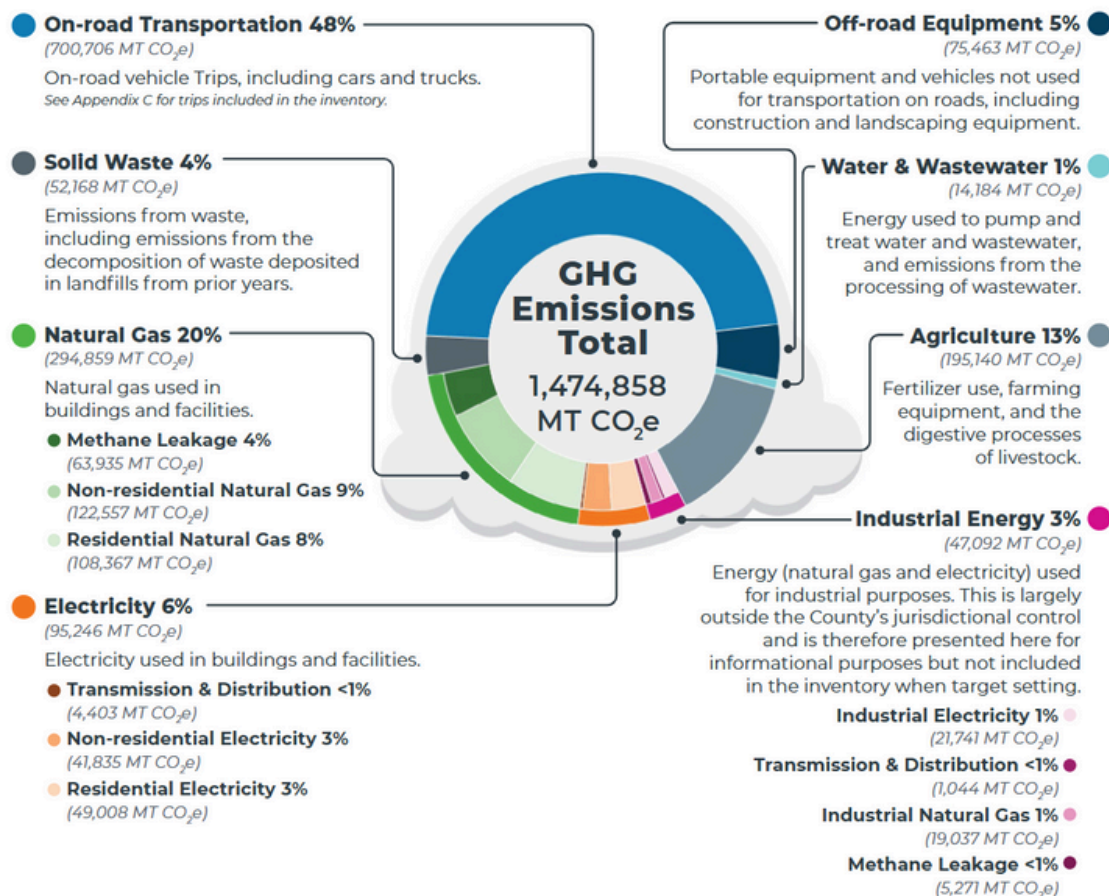 On-road Transportation 48%
(700,706 MT CO₂e)
On-road vehicle Trips, including cars and trucks.
See Appendix C for trips included in the inventory.
Solid Waste 4%
(52,168 MT CO₂e)
Emissions from waste,
including emissions from the
decomposition of waste deposited
in landfills from prior years.
Natural Gas 20%
(294,859 MT CO₂e)
Natural gas used in
buildings and facilities.
Methane Leakage 4%
(63,935 MT CO₂e)
Non-residential Natural Gas 9%
(122,557 MT CO₂e)
Residential Natural Gas 8%
(108,367 MT CO₂e)
Electricity 6%
(95,246 MT CO₂e)
Electricity used in buildings and facilities.
Transmission & Distribution <1%
(4,403 MT CO₂e)
Non-residential Electricity 3%
(41,835 MT CO₂e)
Residential Electricity 3%
(49,008 MT CO₂e)
GHG
Emissions
Total
1,474,858
MT CO₂e
Off-road Equipment 5%
(75,463 MT CO₂e)
Portable equipment and vehicles not used
for transportation on roads, including
construction and landscaping equipment.
Water & Wastewater 1%
(14,184 MT CO₂e)
Energy used to pump and
treat water and wastewater,
and emissions from the
processing of wastewater.
Agriculture 13%
(195,140 MT CO₂e)
Fertilizer use, farming
equipment, and the
digestive processes
of livestock.
Industrial Energy 3%
(47,092 MT CO₂e)
Energy (natural gas and electricity) used
for industrial purposes. This is largely
outside the County's jurisdictional control
and is therefore presented here for
informational purposes but not included
in the inventory when target setting.
Industrial Electricity 1%
(21,741 MT CO₂e)
Transmission & Distribution <1%
(1,044 MT CO₂e)
Industrial Natural Gas 1%
(19,037 MT CO₂e)
Methane Leakage <1%
(5,271 MT CO₂e)